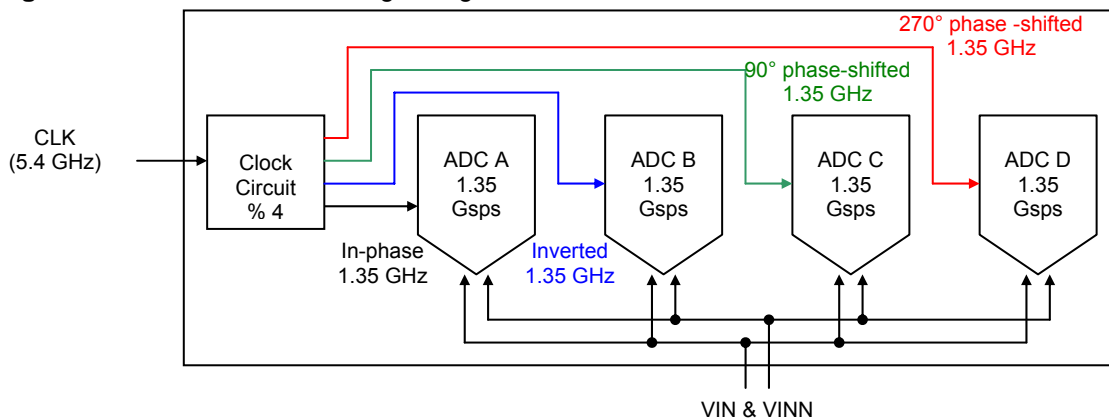 270° phase -shifted
1.35 GHz
90° phase-shifted
1.35 GHz
CLK
(5.4 GHz)
Clock
Circuit
% 4
ADC A
1.35
Gsps
ADC B
1.35
Gsps
ADC C
1.35
Gsps
ADC D
1.35
Gsps
In-phase
1.35 GHz
Inverted
1.35 GHz
VIN & VINN